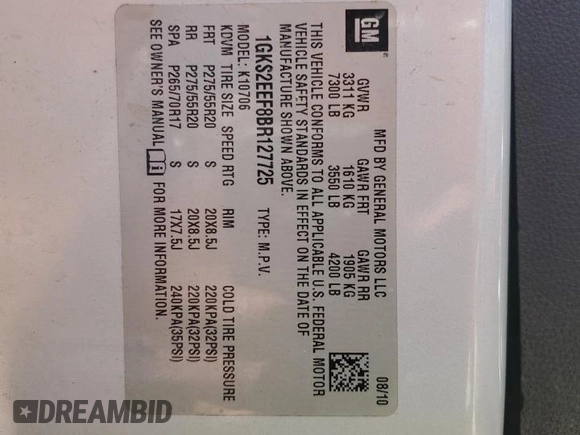 GM
MFD BY GENERAL MOTORS LLC 08/10
GVWR GAWR FRT GAWR RR
3311 KG 1610 KG 1905 KG
7300 LB 3550 LB 4200 LB
THIS VEHICLE CONFORMS TO ALL APPLICABLE U.S. FEDERAL MOTOR
VEHICLE SAFETY STANDARDS IN EFFECT ON THE DATE OF
MANUFACTURE SHOWN ABOVE.
1GKS2EEF8BR127725 TYPE: M.P.V.
MODEL: K10706
KDVM TIRE SIZE SPEED RTG RIM COLD TIRE PRESSURE
FRT P275/55R20 S 20X8.5J 220KPA(32PSI)
RR P275/55R20 S 20X8.5J 220KPA(32PSI)
SPA P265/70R17 S 17X7.5J 240KPA(35PSI)
SEE OWNER'S MANUAL FOR MORE INFORMATION.
DREAMBID